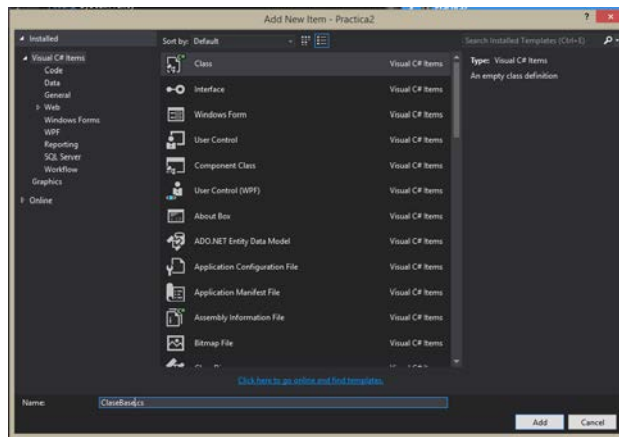 Add New Item - Practica2
Installed
Sort by: Default
Search Installed Templates (Ctrl+E)
Visual C# Items
Code
Data
General
Web
Windows Forms
WPF
Reporting
SQL Server
Workflow
Graphics
Online
Class Visual C# Items
Interface Visual C# Items
Windows Form Visual C# Items
User Control Visual C# Items
Component Class Visual C# Items
User Control (WPF) Visual C# Items
About Box Visual C# Items
ADO.NET Entity Data Model Visual C# Items
Application Configuration File Visual C# Items
Application Manifest File Visual C# Items
Assembly Information File Visual C# Items
Bitmap File Visual C# Items
Type: Visual C# Items
An empty class definition
Click here to go online and find templates.
Name: ClaseBase.cs
Add Cancel